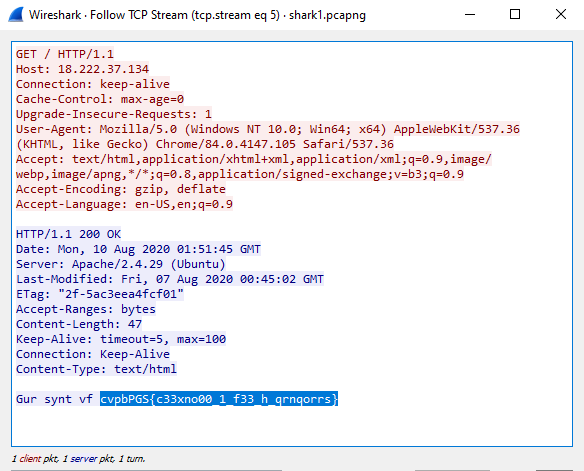 Wireshark · Follow TCP Stream (tcp.stream eq 5) · shark1.pcapng
GET / HTTP/1.1
Host: 18.222.37.134
Connection: keep-alive
Cache-Control: max-age=0
Upgrade-Insecure-Requests: 1
User-Agent: Mozilla/5.0 (Windows NT 10.0; Win64; x64) AppleWebKit/537.36
(KHTML, like Gecko) Chrome/84.0.4147.105 Safari/537.36
Accept: text/html,application/xhtml+xml,application/xml;q=0.9,image/
webp,image/apng,*/*;q=0.8,application/signed-exchange;v=b3;q=0.9
Accept-Encoding: gzip, deflate
Accept-Language: en-US,en;q=0.9
HTTP/1.1 200 OK
Date: Mon, 10 Aug 2020 01:51:45 GMT
Server: Apache/2.4.29 (Ubuntu)
Last-Modified: Fri, 07 Aug 2020 00:45:02 GMT
ETag: "2f-5ac3eea4fcf01"
Accept-Ranges: bytes
Content-Length: 47
Keep-Alive: timeout=5, max=100
Connection: Keep-Alive
Content-Type: text/html
Gur synt vf cvpbPGS{c33xno00_1_f33_h_qrnqorrs}
1 client pkt, 1 server pkt, 1 turn.